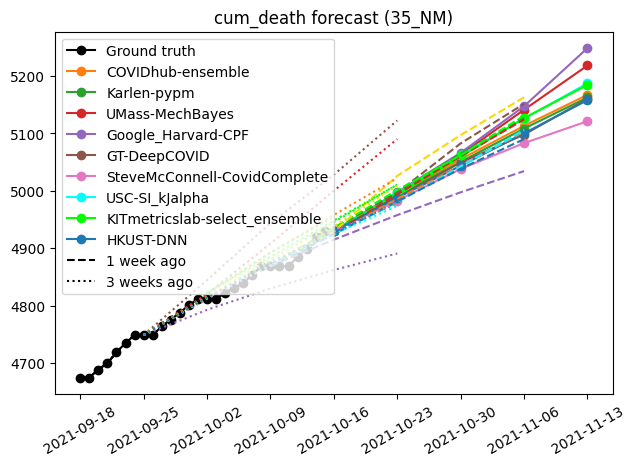 cum_death forecast (35_NM)
Ground truth
COVIDhub-ensemble
Karlen-pypm
UMass-MechBayes
Google_Harvard-CPF
GT-DeepCOVID
SteveMcConnell-CovidComplete
USC-SI_kJalpha
KITmetricslab-select_ensemble
HKUST-DNN
1 week ago
3 weeks ago
5200
5100
5000
4900
4800
4700
2021-09-18
2021-09-25
2021-10-02
2021-10-09
2021-10-16
2021-10-23
2021-10-30
2021-11-06
2021-11-13